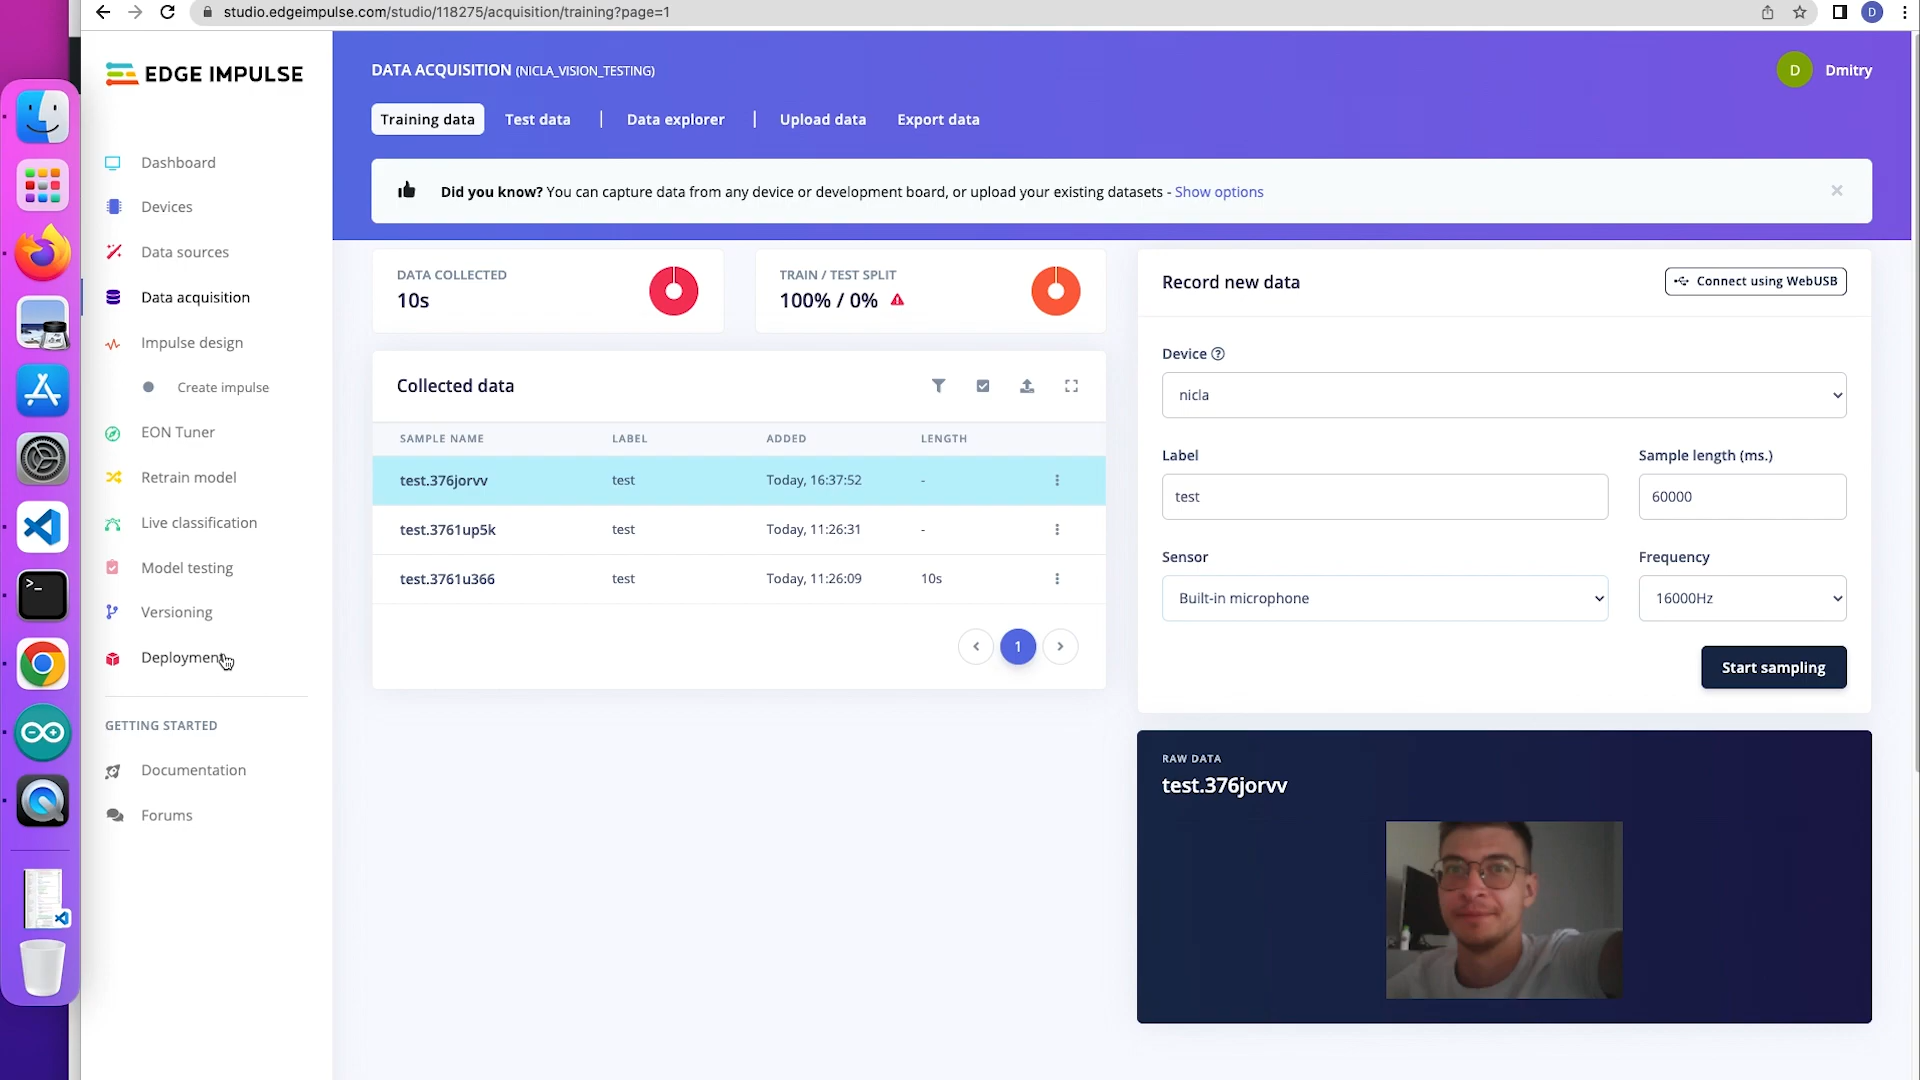 studio.edgeimpulse.com/studio/118275/acquisition/training?page=1
D
EDGE IMPULSE
Dashboard
Devices
Data sources
Data acquisition
Impulse design
Create impulse
EON Tuner
Retrain model
Live classification
Model testing
Versioning
Deployment
GETTING STARTED
Documentation
Forums
DATA ACQUISITION (NICLA_VISION_TESTING)
D Dmitry
Training data Test data | Data explorer | Upload data Export data
Did you know? You can capture data from any device or development board, or upload your existing datasets - Show options
DATA COLLECTED
10s
TRAIN / TEST SPLIT
100% / 0%
Collected data
SAMPLE NAME LABEL ADDED LENGTH
test.376jorvv test Today, 16:37:52 -
test.3761up5k test Today, 11:26:31 -
test.3761u366 test Today, 11:26:09 10s
1
Record new data
Connect using WebUSB
Device
nicla
Label
test
Sample length (ms.)
60000
Sensor
Built-in microphone
Frequency
16000Hz
Start sampling
RAW DATA
test.376jorvv